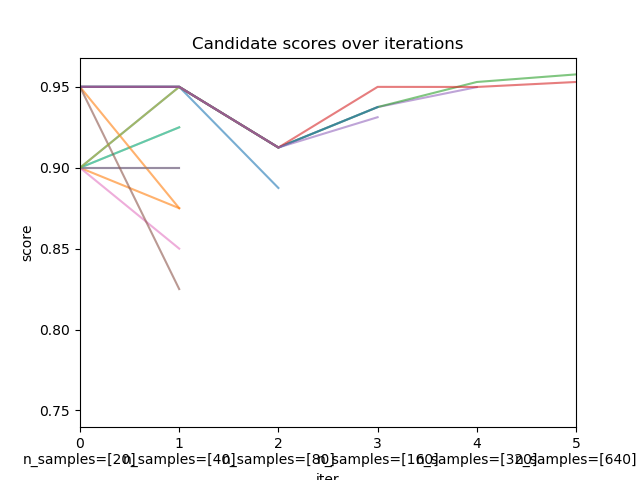 Candidate scores over iterations
score
0.95
0.90
0.85
0.80
0.75
0 1 2 3 4 5
n_samples=[20] n_samples=[40] n_samples=[80] n_samples=[160] n_samples=[320] n_samples=[640]
iter